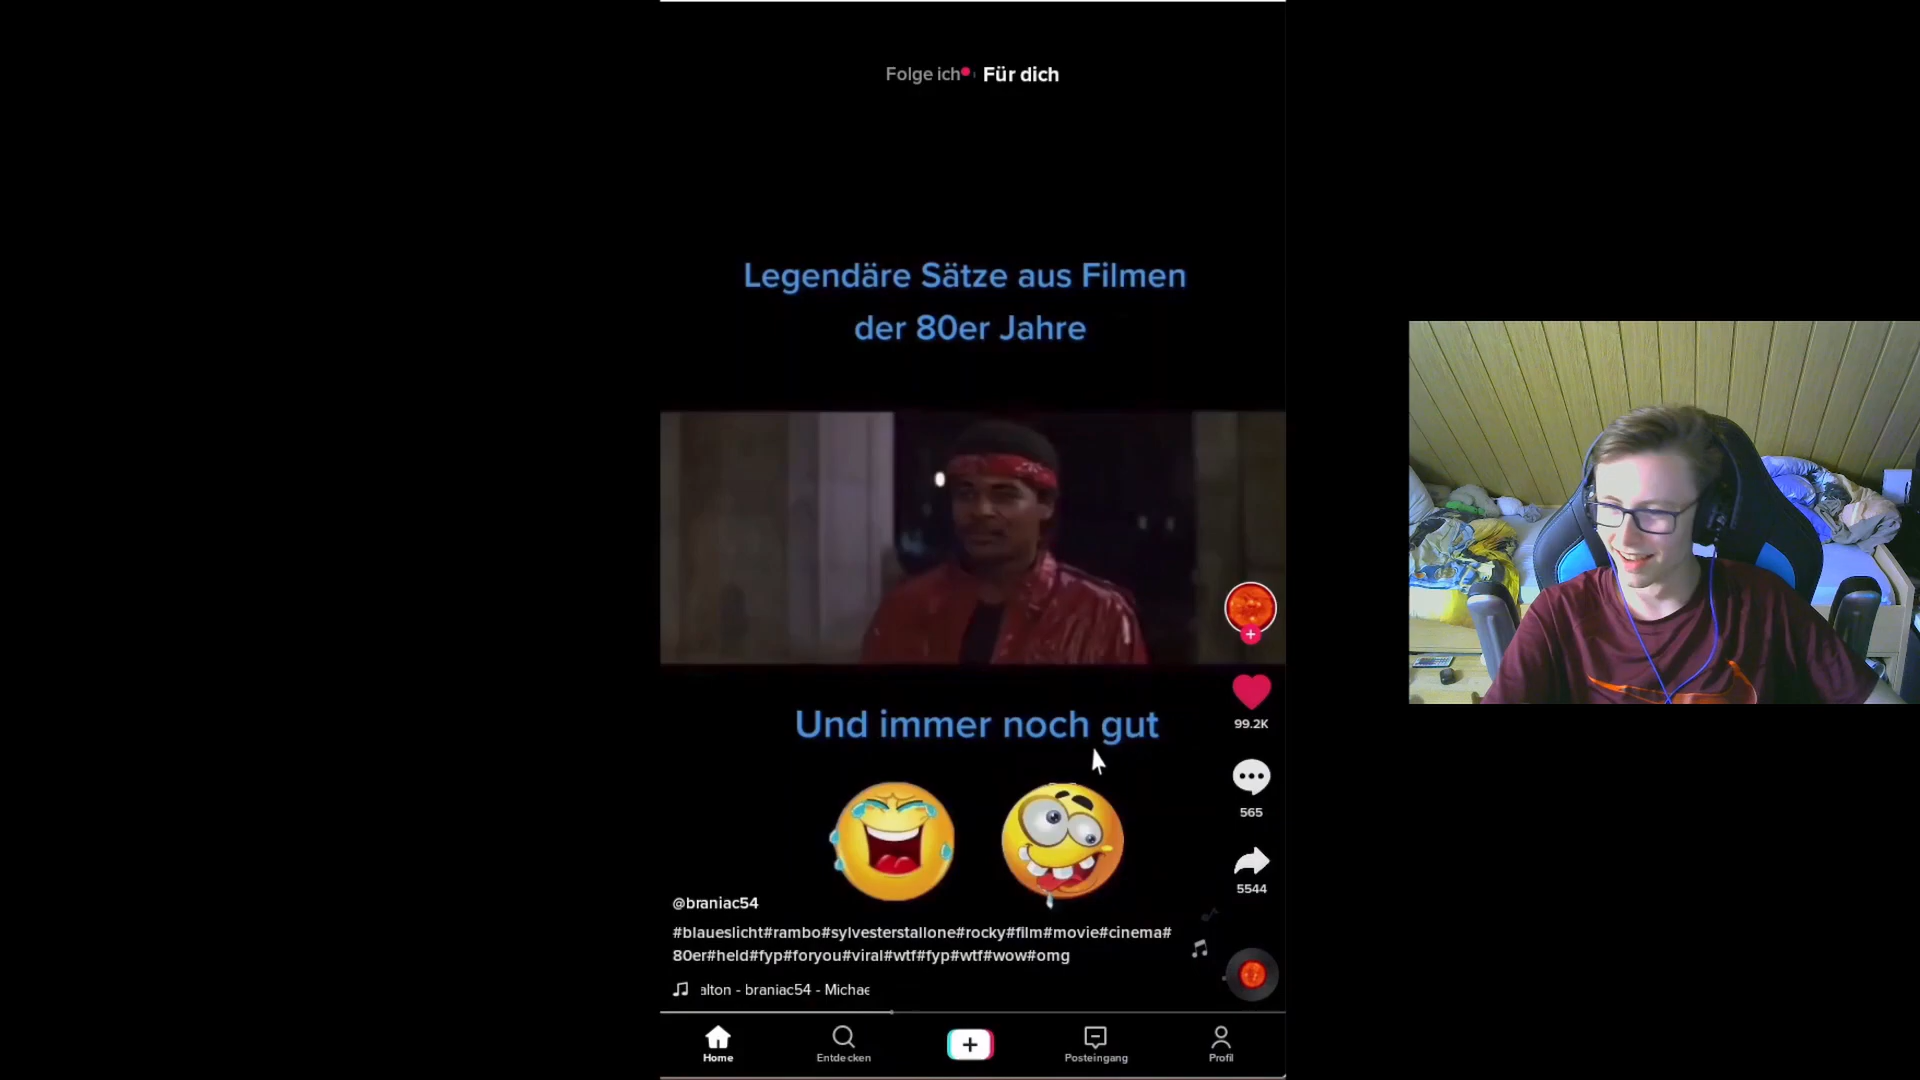 Folge ich Für dich
Legendäre Sätze aus Filmen
der 80er Jahre
Und immer noch gut
99.2K
565
5544
@braniac54
#blaueslicht#rambo#sylvesterstallone#rocky#film#movie#cinema#
80er#held#fyp#foryou#viral#wtf#fyp#wtf#wow#omg
alton - braniac54 - Michae
Home Entdecken Posteingang Profil